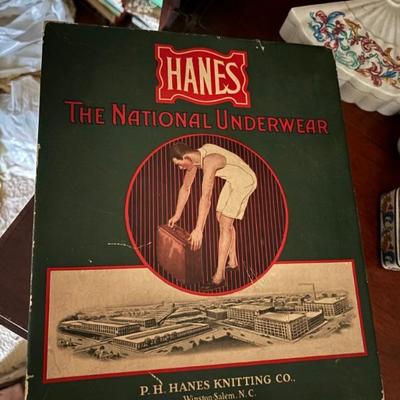 HANES
THE NATIONAL UNDERWEAR
P. H. HANES KNITTING CO.,
Winston-Salem, N. C.